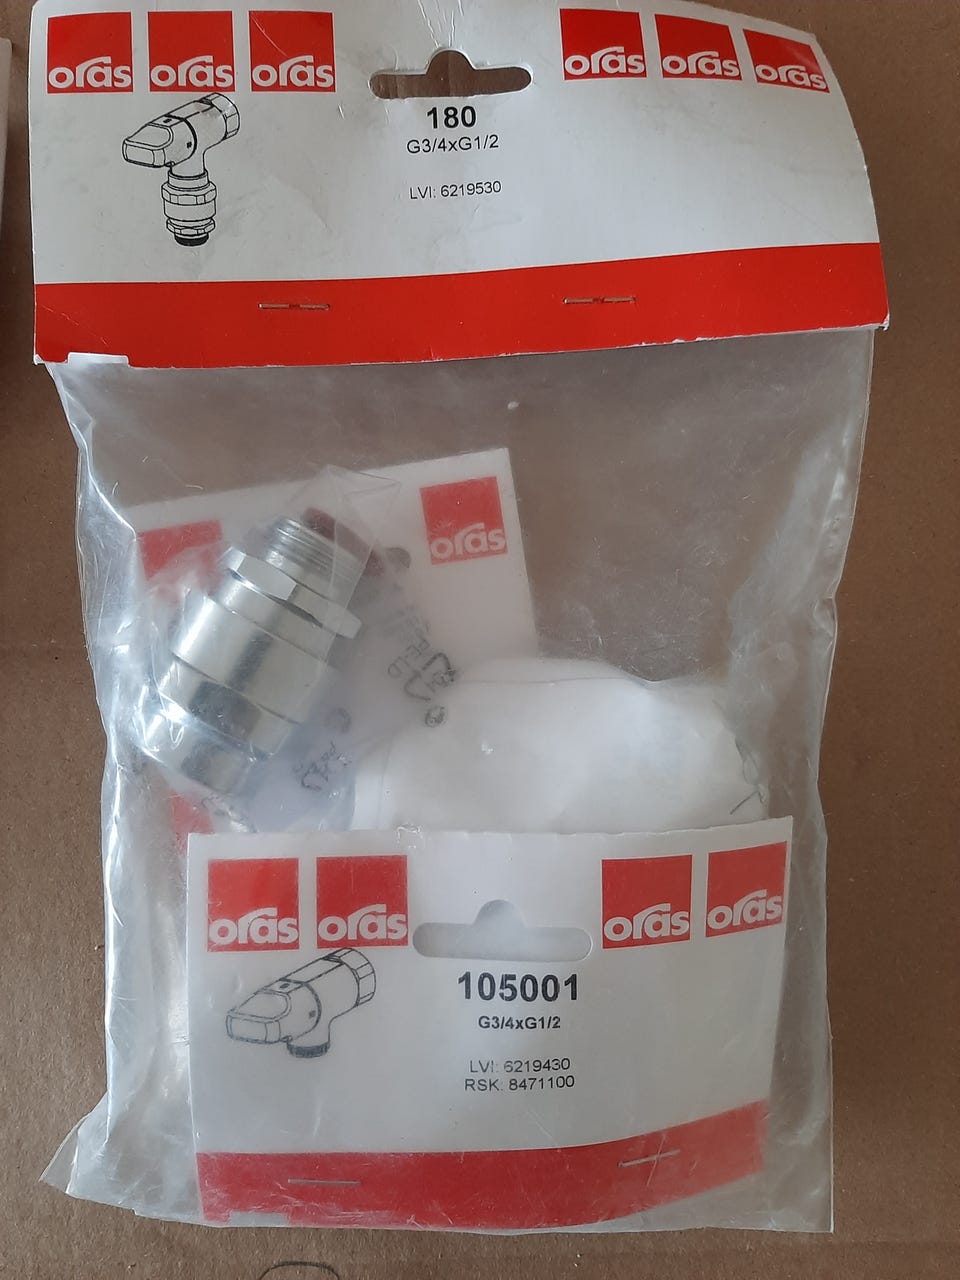 oras oras oras oras oras oras
180
G3/4xG1/2
LVI: 6219530
oras
oras oras oras oras
105001
G3/4xG1/2
LVI: 6219430
RSK: 8471100